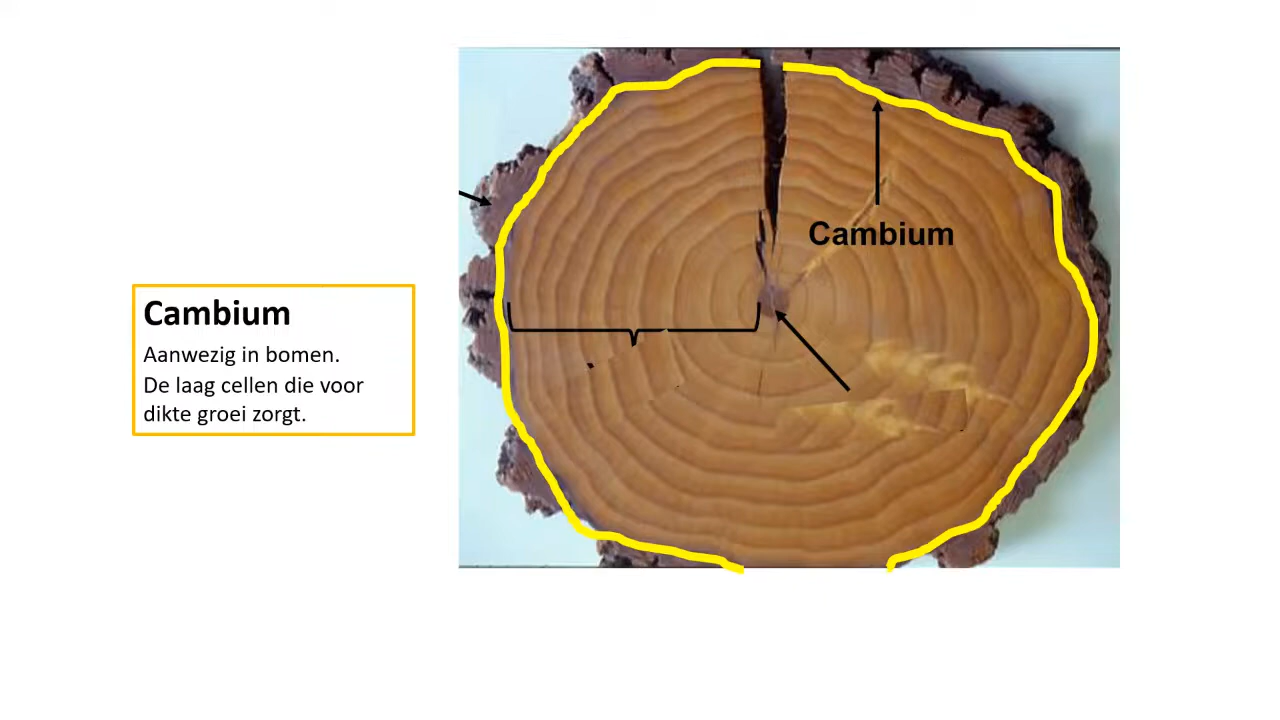 Cambium
Cambium
Aanwezig in bomen.
De laag cellen die voor
dikte groei zorgt.